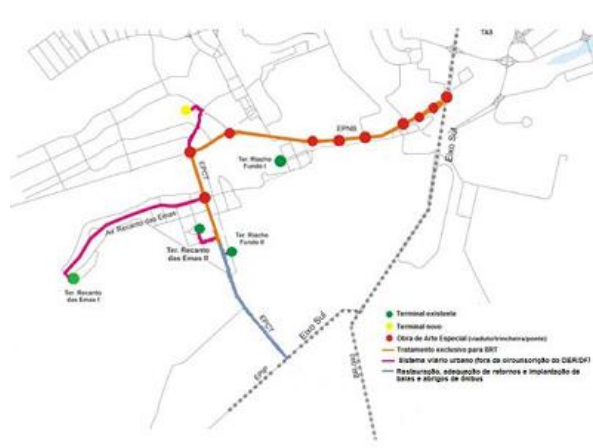 TAS
EPNB
Ter. Riacho
Fundo I
Eixo Sul
EPCT
Av Recanto das Emas
Ter. Recanto
das Emas II
Ter. Riacho
Fundo II
Ter. Recanto
das Emas I
EPCT
Eixo Sul
EPIP
Terminal existente
Terminal novo
Obra de Arte Especial (viaduto/trincheira/ponte)
Tratamento exclusivo para BRT
Sistema viário urbano (fora da circunscrição do DER/DF)
Restauração, adequação de retornos e implantação de
baias e abrigos de ônibus